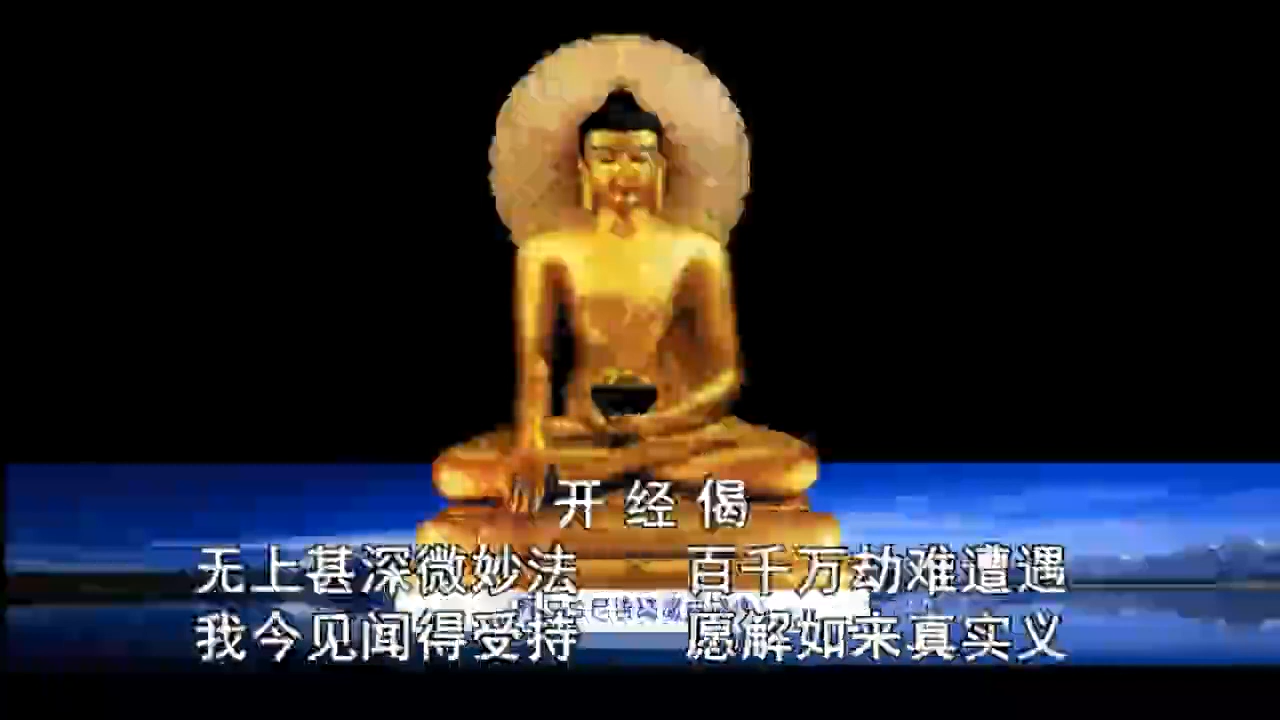 开经偈
无上甚深微妙法 百千万劫难遭遇
我今见闻得受持 愿解如来真实义